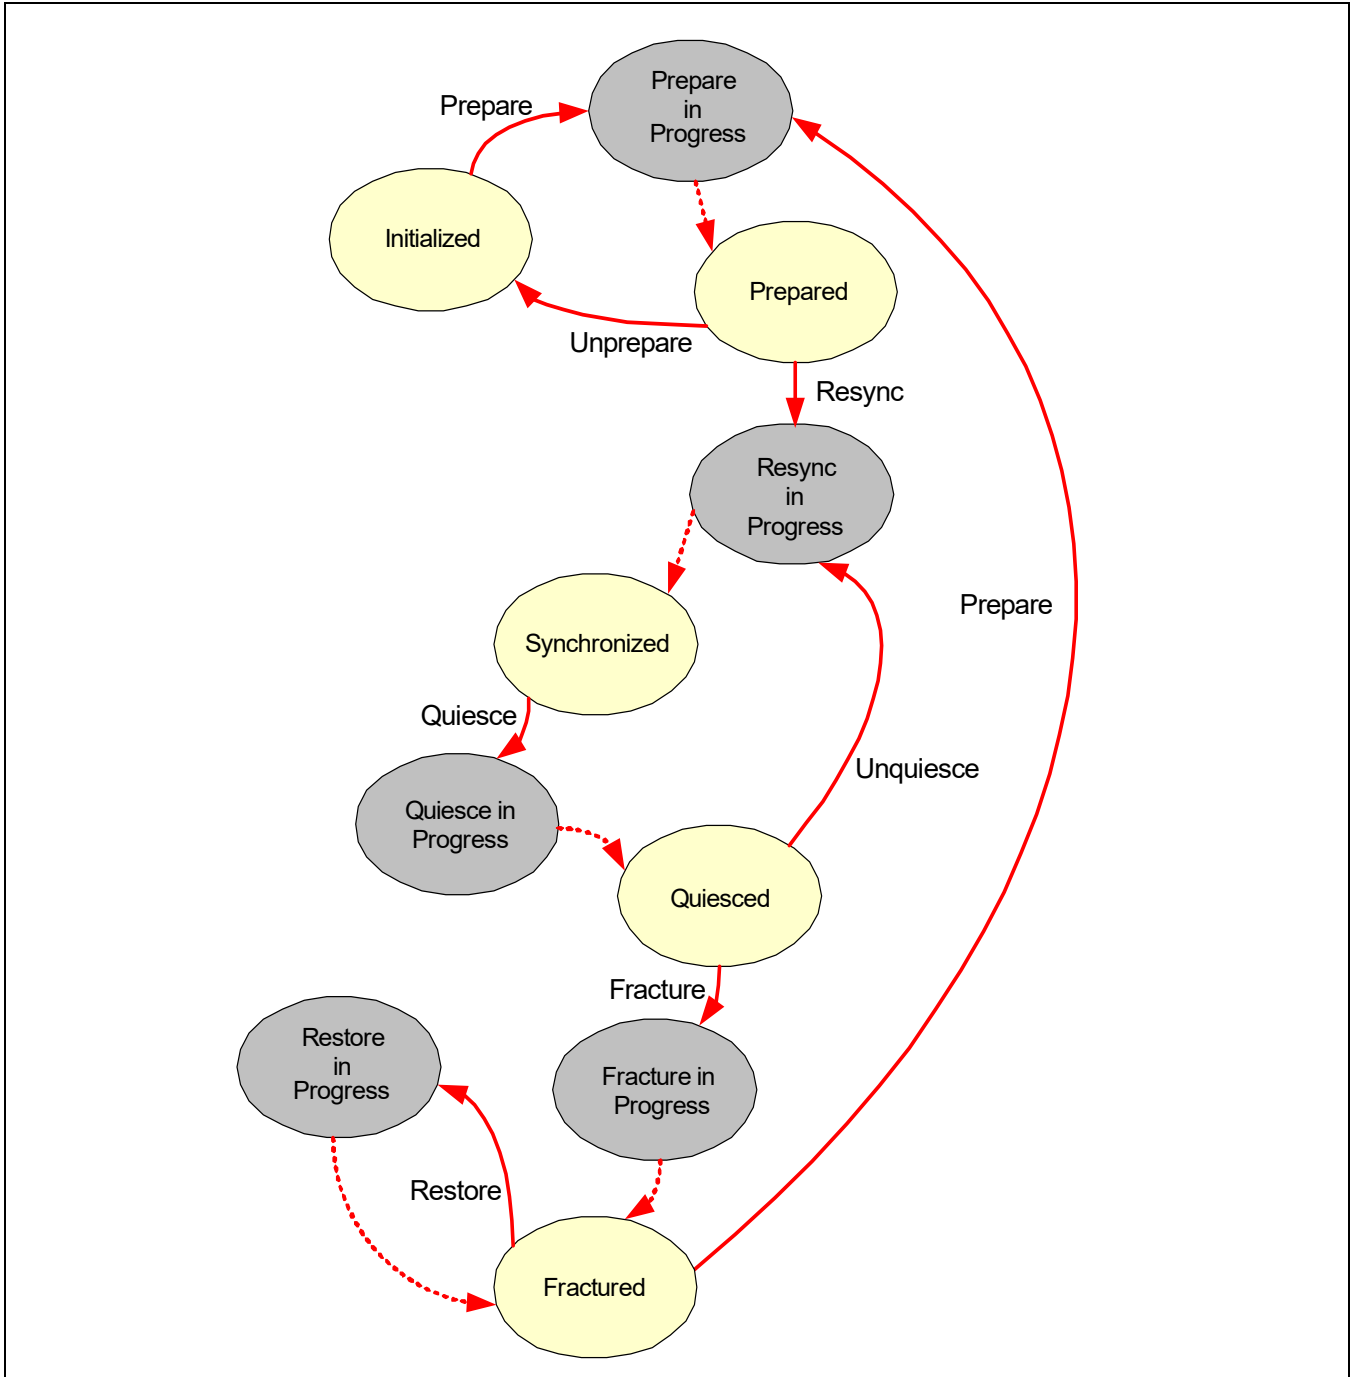 Prepare
in
Progress
Prepare
Initialized
Prepared
Unprepare
Resync
Resync
in
Progress
Prepare
Synchronized
Quiesce
Unquiesce
Quiesce in
Progress
Quiesced
Fracture
Restore
in
Progress
Fracture in
Progress
Restore
Fractured